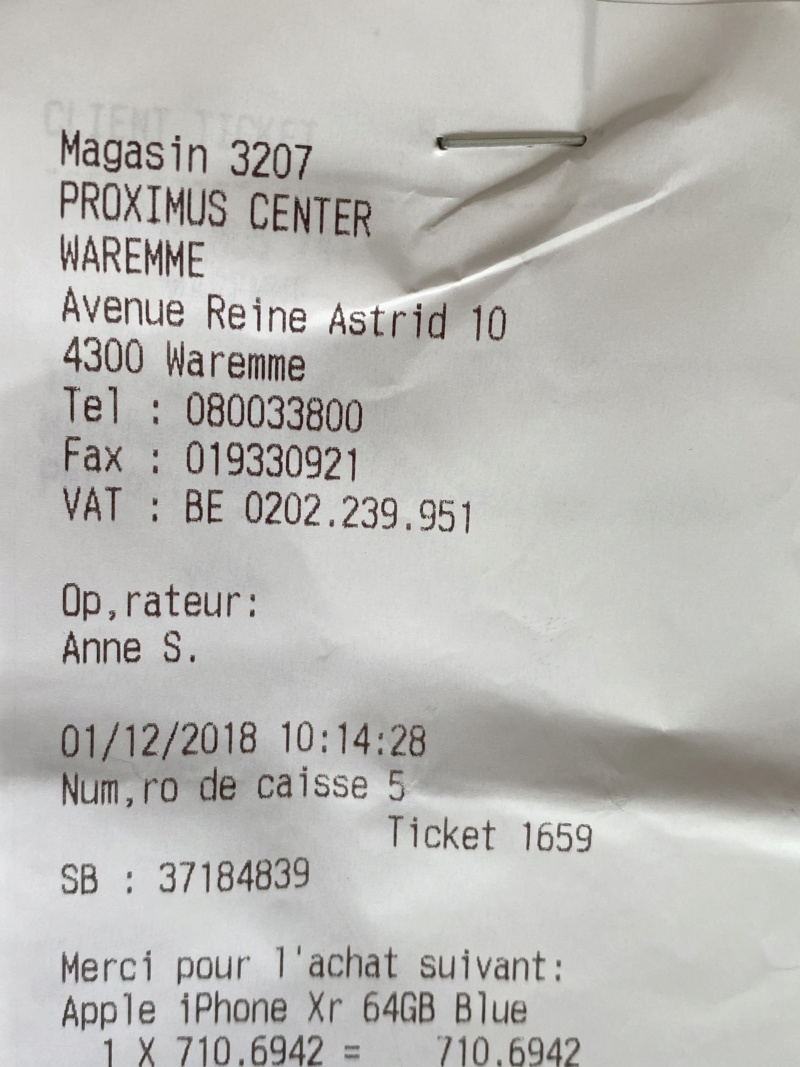 CLIENT TICKET
Magasin 3207
PROXIMUS CENTER
WAREMME
Avenue Reine Astrid 10
4300 Waremme
Tel : 080033800
Fax : 019330921
VAT : BE 0202.239.951
Op,rateur:
Anne S.
01/12/2018 10:14:28
Num,ro de caisse 5
Ticket 1659
SB : 37184839
Merci pour l'achat suivant:
Apple iPhone Xr 64GB Blue
1 X 710.6942 = 710.6942